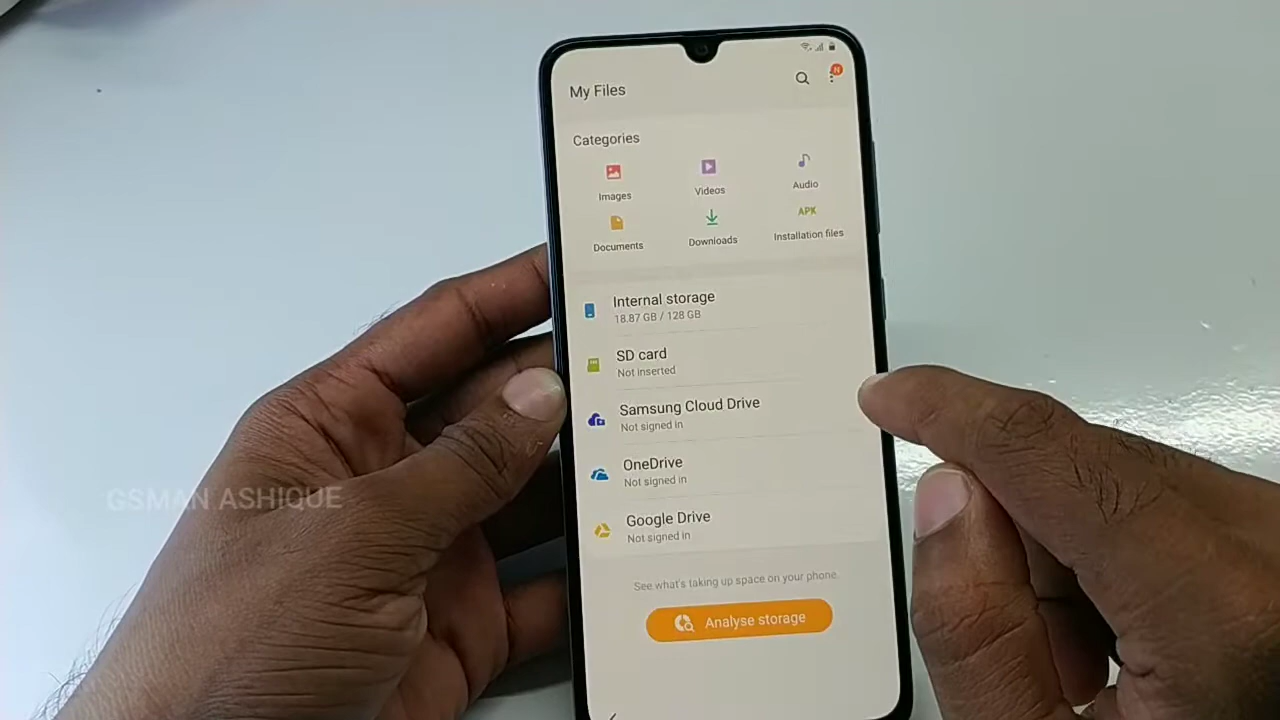 N
My Files
Categories
Images
Videos
Audio
APK
Documents
Downloads
Installation files
Internal storage
18.87 GB / 128 GB
SD card
Not inserted
Samsung Cloud Drive
Not signed in
OneDrive
Not signed in
Google Drive
Not signed in
See what's taking up space on your phone.
Analyse storage
GSMAN ASHIQUE